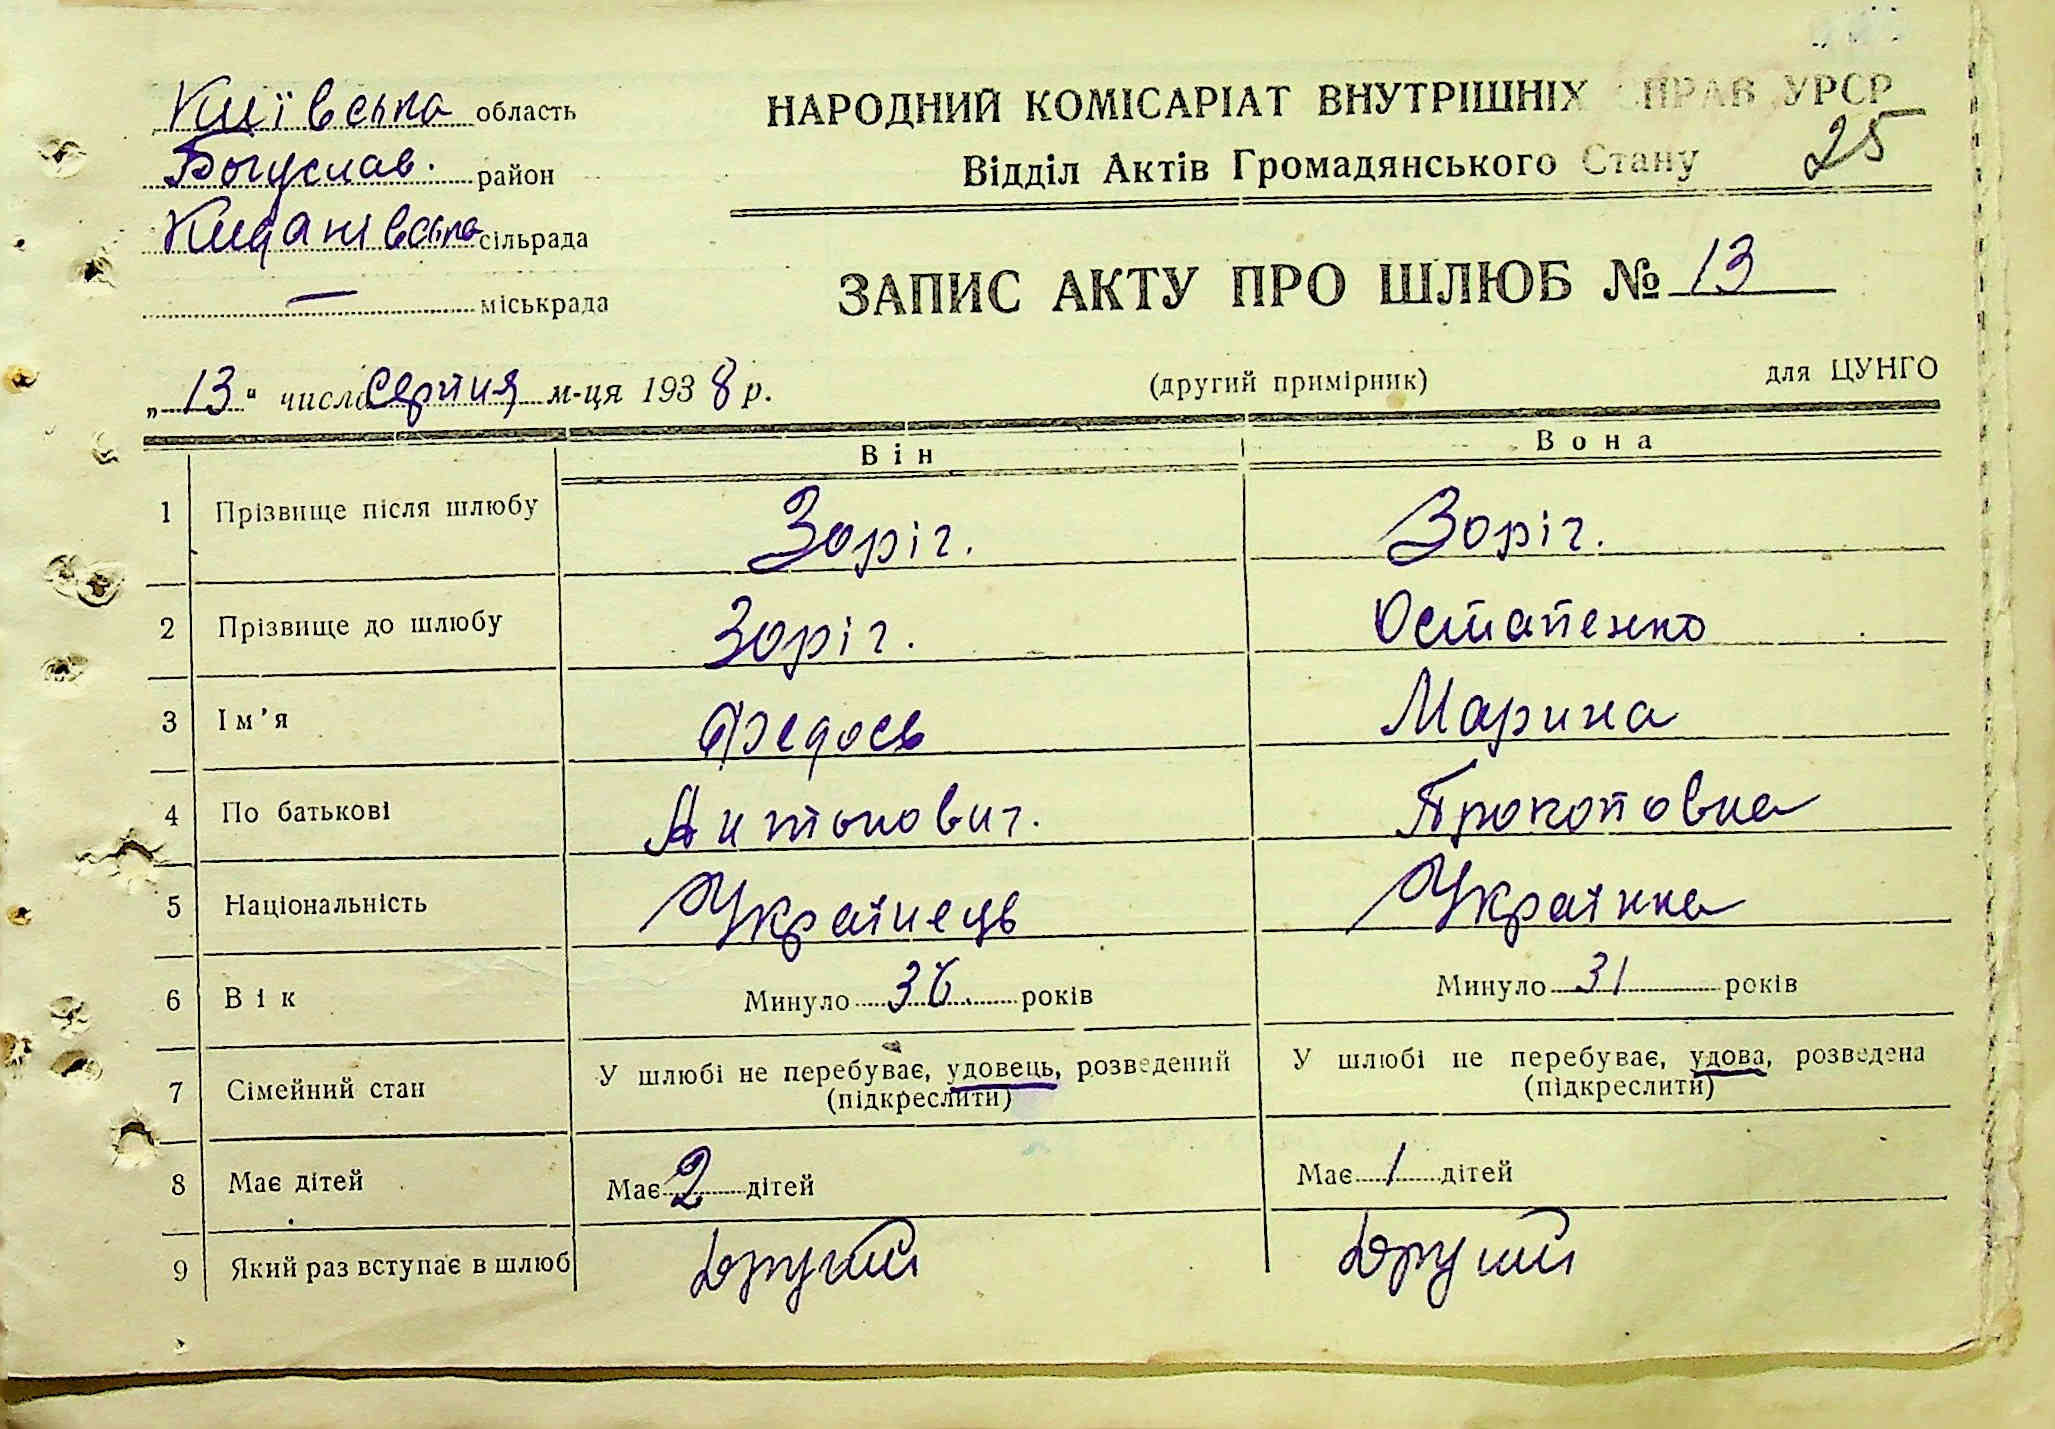 Київська область
НАРОДНИЙ КОМІСАРІАТ ВНУТРІШНІХ СПРАВ УРСР
Богуслав. район
Відділ Актів Громадянського Стану
25
Киданівська сільрада
ЗАПИС АКТУ ПРО ШЛЮБ № 13
— міськрада
„13" числа серпня м-ця 1938 р.
(другий примірник)
для ЦУНГО
Він
Вона
1 Прізвище після шлюбу Зоріг. Зоріг.
2 Прізвище до шлюбу Зоріг. Остапенко
3 Ім'я Федось Марина
4 По батькові Антонович. Прокоповна
5 Національність Українець Українка
6 Вік Минуло 36 років Минуло 31 років
7 Сімейний стан У шлюбі не перебуває, удовець, розведений (підкреслити) У шлюбі не перебуває, удова, розведена (підкреслити)
8 Має дітей Має 2 дітей Має 1 дітей
9 Який раз вступає в шлюб Другий Другий